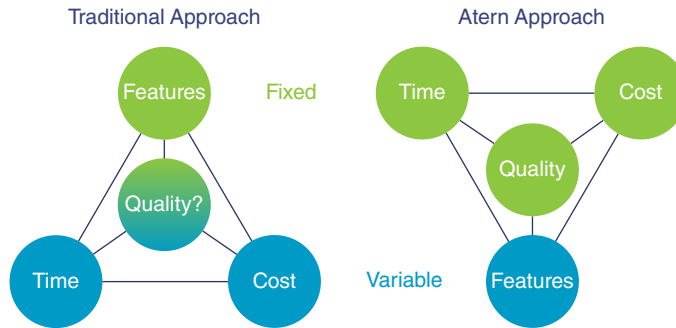 Traditional Approach
Atern Approach
Features
Fixed
Time
Cost
Quality?
Quality
Time
Cost
Variable
Features